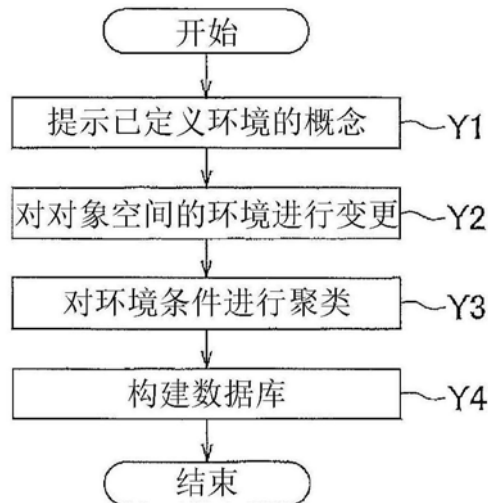 开始
提示已定义环境的概念 Y1
对对象空间的环境进行变更 Y2
对环境条件进行聚类 Y3
构建数据库 Y4
结束